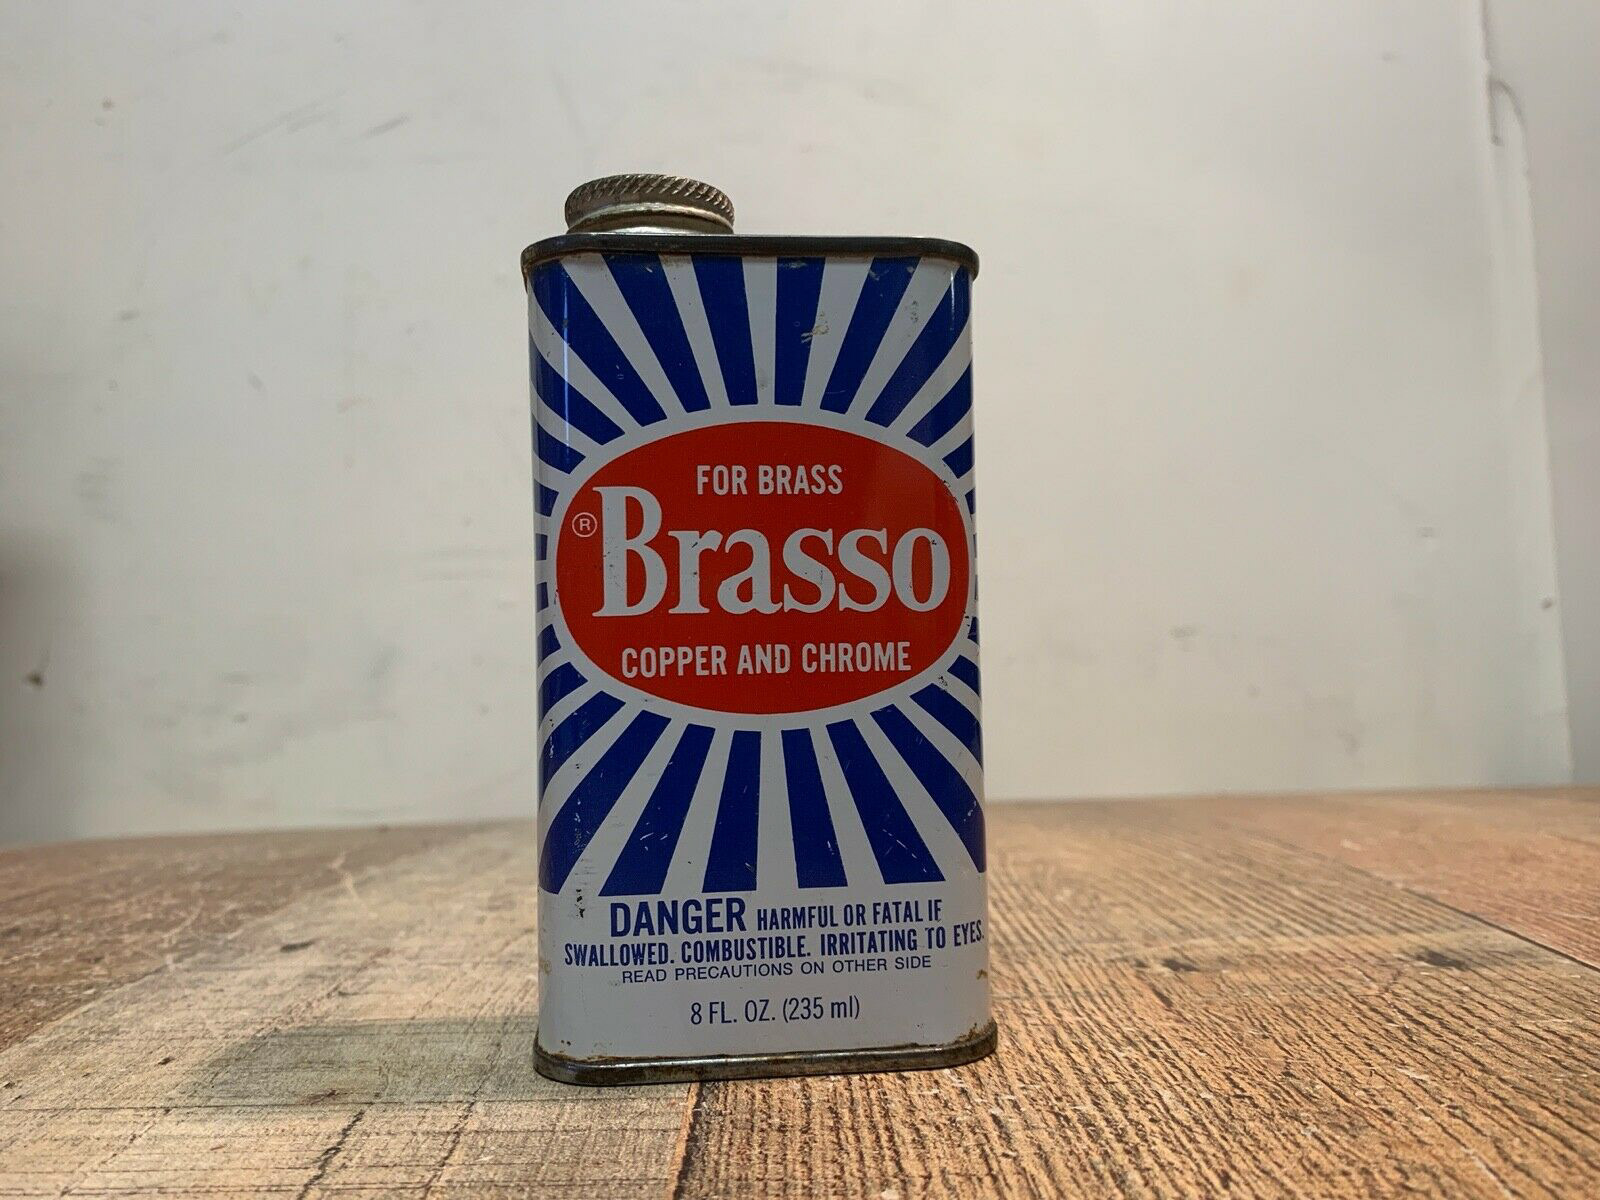 FOR BRASS
® Brasso
COPPER AND CHROME
DANGER HARMFUL OR FATAL IF
SWALLOWED. COMBUSTIBLE. IRRITATING TO EYES.
READ PRECAUTIONS ON OTHER SIDE
8 FL. OZ. (235 ml)